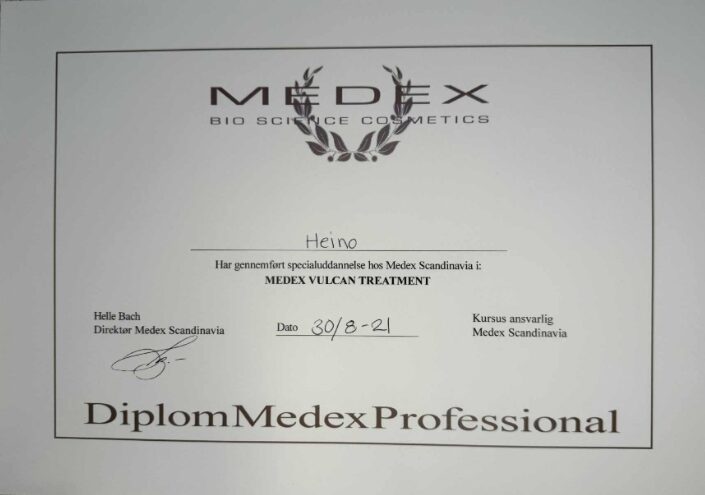 MEDEX
BIO SCIENCE COSMETICS
Heino
Har gennemført specialuddannelse hos Medex Scandinavia i:
MEDEX VULCAN TREATMENT
Helle Bach
Direktør Medex Scandinavia
Dato 30/8-21
Kursus ansvarlig
Medex Scandinavia
DiplomMedexProfessional